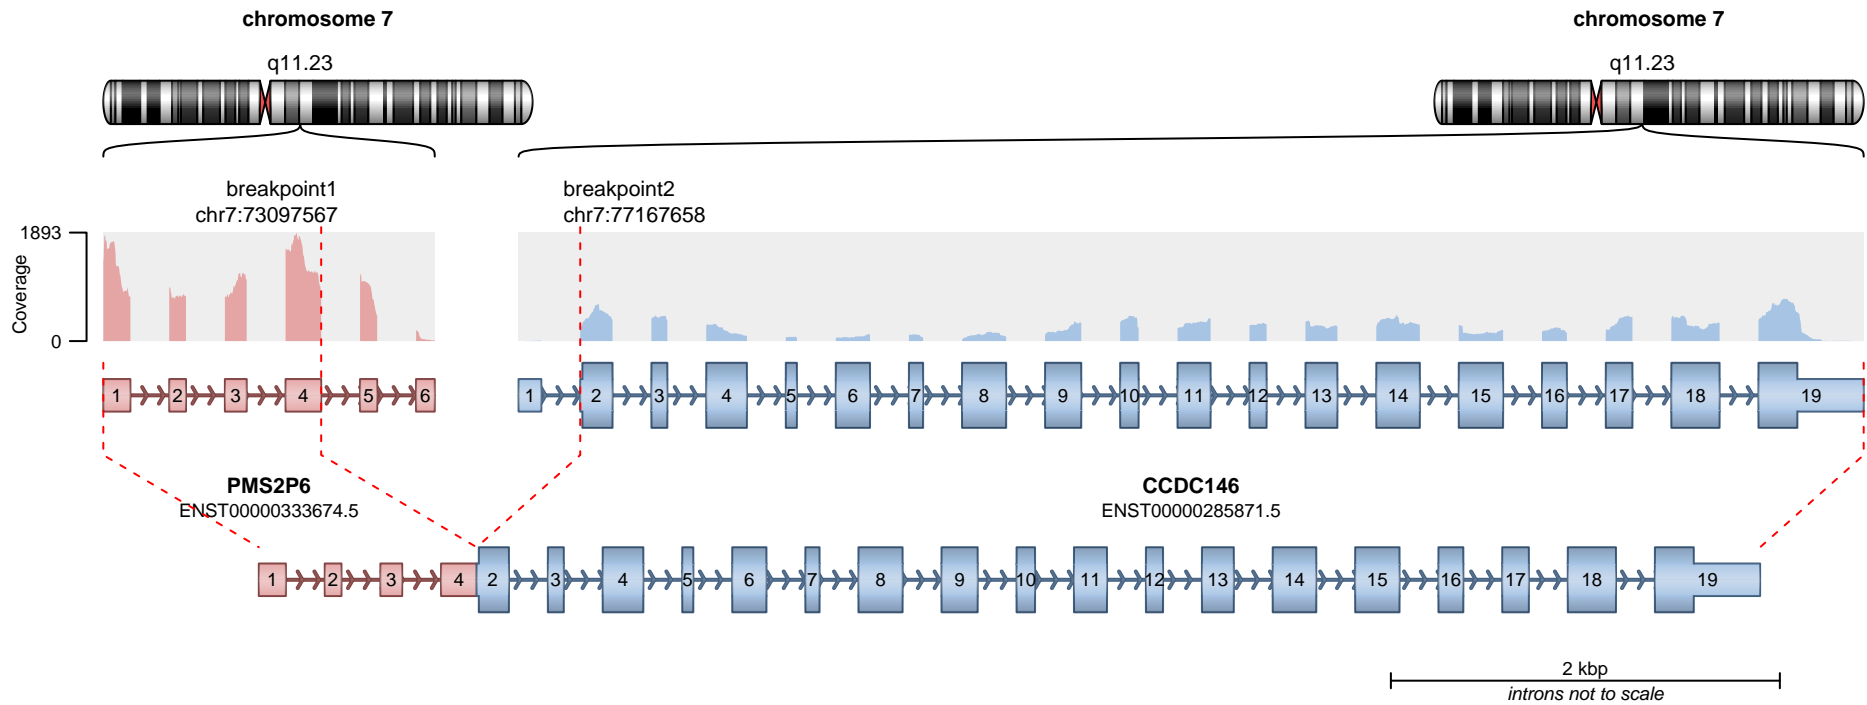 chromosome 7
chromosome 7
q11.23
q11.23
breakpoint1
chr7:73097567
breakpoint2
chr7:77167658
1893
Coverage
0
1 2 3 4 5 6
1 2 3 4 5 6 7 8 9 10 11 12 13 14 15 16 17 18 19
PMS2P6
ENST00000333674.5
CCDC146
ENST00000285871.5
1 2 3 4 2 3 4 5 6 7 8 9 10 11 12 13 14 15 16 17 18 19
2 kbp
introns not to scale